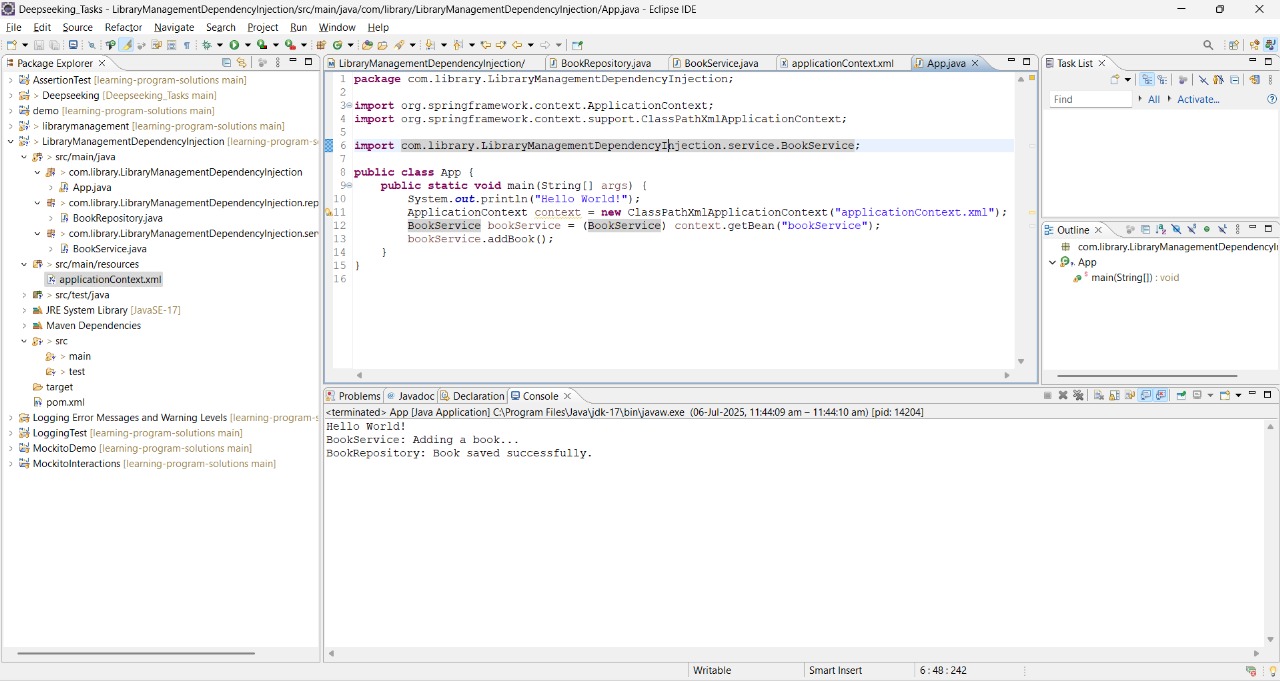 Deepseeking_Tasks - LibraryManagementDependencyInjection/src/main/java/com/library/LibraryManagementDependencyInjection/App.java - Eclipse IDE
File Edit Source Refactor Navigate Search Project Run Window Help
Package Explorer
AssertionTest [learning-program-solutions main]
> Deepseeking [Deepseeking_Tasks main]
demo [learning-program-solutions main]
> librarymanagement [learning-program-solutions main]
> LibraryManagementDependencyInjection [learning-program-s
> src/main/java
> com.library.LibraryManagementDependencyInjection
> App.java
> com.library.LibraryManagementDependencyInjection.rep
> BookRepository.java
> com.library.LibraryManagementDependencyInjection.ser
> BookService.java
> src/main/resources
applicationContext.xml
> src/test/java
JRE System Library [JavaSE-17]
Maven Dependencies
> src
> main
> test
target
pom.xml
Logging Error Messages and Warning Levels [learning-program-s
LoggingTest [learning-program-solutions main]
MockitoDemo [learning-program-solutions main]
MockitoInteractions [learning-program-solutions main]
LibraryManagementDependencyInjection/ BookRepository.java BookService.java applicationContext.xml App.java
1 package com.library.LibraryManagementDependencyInjection;
2
3 import org.springframework.context.ApplicationContext;
4 import org.springframework.context.support.ClassPathXmlApplicationContext;
5
6 import com.library.LibraryManagementDependencyInjection.service.BookService;
7
8 public class App {
9 public static void main(String[] args) {
10 System.out.println("Hello World!");
11 ApplicationContext context = new ClassPathXmlApplicationContext("applicationContext.xml");
12 BookService bookService = (BookService) context.getBean("bookService");
13 bookService.addBook();
14 }
15 }
16
Task List
Find All Activate...
Outline
com.library.LibraryManagementDependencyI
App
main(String[]) : void
Problems Javadoc Declaration Console
<terminated> App [Java Application] C:\Program Files\Java\jdk-17\bin\javaw.exe (06-Jul-2025, 11:44:09 am – 11:44:10 am) [pid: 14204]
Hello World!
BookService: Adding a book...
BookRepository: Book saved successfully.
Writable Smart Insert 6 : 48 : 242